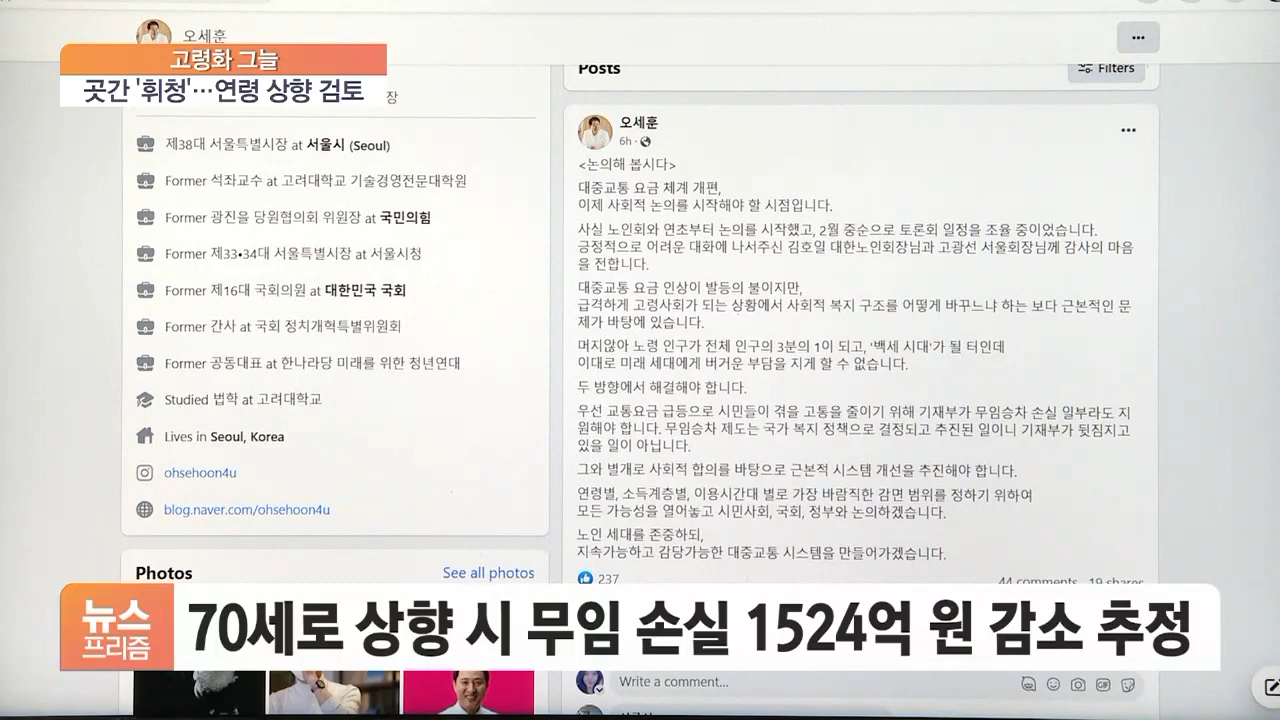 오세훈
고령화 그늘
곳간 '휘청'…연령 상향 검토
장
제38대 서울특별시장 at 서울시 (Seoul)
Former 석좌교수 at 고려대학교 기술경영전문대학원
Former 광진을 당원협의회 위원장 at 국민의힘
Former 제33•34대 서울특별시장 at 서울시청
Former 제16대 국회의원 at 대한민국 국회
Former 간사 at 국회 정치개혁특별위원회
Former 공동대표 at 한나라당 미래를 위한 청년연대
Studied 법학 at 고려대학교
Lives in Seoul, Korea
ohsehoon4u
blog.naver.com/ohsehoon4u
Photos
See all photos
Posts
Filters
오세훈
6h
<논의해 봅시다>
대중교통 요금 체계 개편,
이제 사회적 논의를 시작해야 할 시점입니다.
사실 노인회와 연초부터 논의를 시작했고, 2월 중순으로 토론회 일정을 조율 중이었습니다.
긍정적으로 어려운 대화에 나서주신 김호일 대한노인회장님과 고광선 서울회장님께 감사의 마음
을 전합니다.
대중교통 요금 인상이 발등의 불이지만,
급격하게 고령사회가 되는 상황에서 사회적 복지 구조를 어떻게 바꾸느냐 하는 보다 근본적인 문
제가 바탕에 있습니다.
머지않아 노령 인구가 전체 인구의 3분의 1이 되고, '백세 시대'가 될 터인데
이대로 미래 세대에게 버거운 부담을 지게 할 수 없습니다.
두 방향에서 해결해야 합니다.
우선 교통요금 급등으로 시민들이 겪을 고통을 줄이기 위해 기재부가 무임승차 손실 일부라도 지
원해야 합니다. 무임승차 제도는 국가 복지 정책으로 결정되고 추진된 일이니 기재부가 뒷짐지고
있을 일이 아닙니다.
그와 별개로 사회적 합의를 바탕으로 근본적 시스템 개선을 추진해야 합니다.
연령별, 소득계층별, 이용시간대 별로 가장 바람직한 감면 범위를 정하기 위하여
모든 가능성을 열어놓고 시민사회, 국회, 정부와 논의하겠습니다.
노인 세대를 존중하되,
지속가능하고 감당가능한 대중교통 시스템을 만들어가겠습니다.
237
44 comments 19 shares
뉴스
프리즘
70세로 상향 시 무임 손실 1524억 원 감소 추정
Write a comment...
GIF